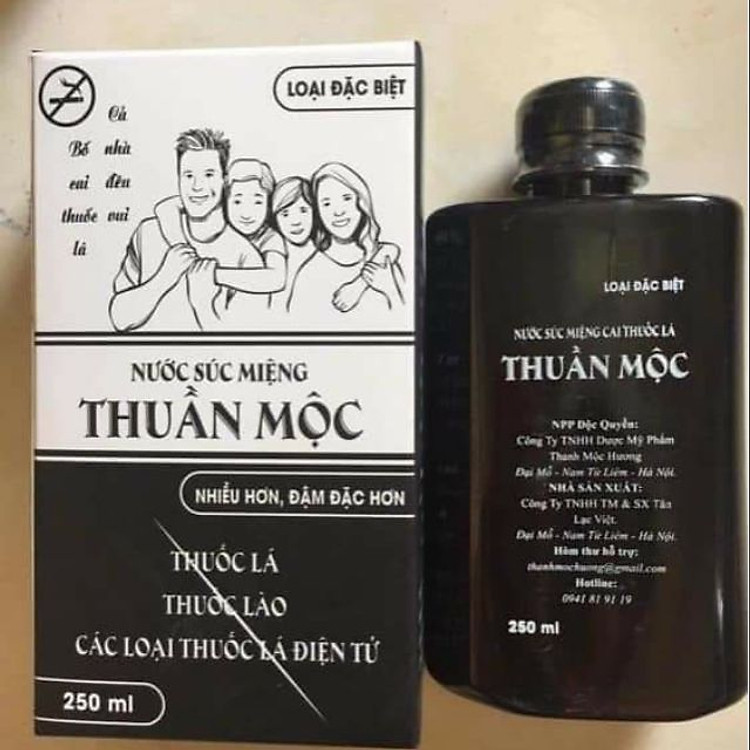 LOẠI ĐẶC BIỆT
Bố
cai
thuốc
lá
Cả
nhà
đều
vui
NƯỚC SÚC MIỆNG
THUẦN MỘC
NHIỀU HƠN, ĐẬM ĐẶC HƠN
THUỐC LÁ
THUỐC LÀO
CÁC LOẠI THUỐC LÁ ĐIỆN TỬ
250 ml
LOẠI ĐẶC BIỆT
NƯỚC SÚC MIỆNG CAI THUỐC LÁ
THUẦN MỘC
NPP Độc Quyền:
Công Ty TNHH Dược Mỹ Phẩm
Thanh Mộc Hương
Đại Mỗ - Nam Từ Liêm - Hà Nội.
NHÀ SẢN XUẤT:
Công Ty TNHH TM & SX Tân
Lạc Việt.
Đại Mỗ - Nam Từ Liêm - Hà Nội.
Hòm thư hỗ trợ:
thanhmochuong@gmail.com
Hotline:
0941 81 91 19
250 ml